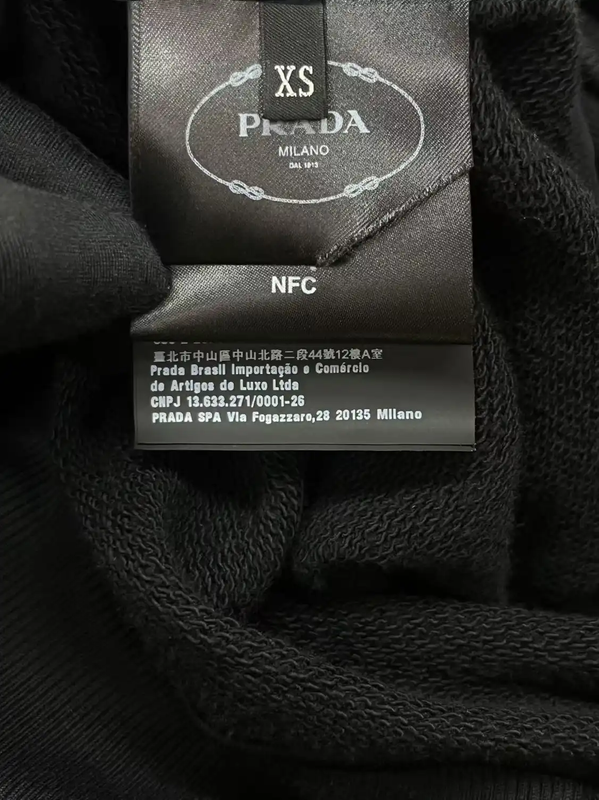 XS
PRADA
MILANO
DAL 1913
NFC
臺北市中山區中山北路二段44號12樓A室
Prada Brasil Importação e Comércio
de Artigos de Luxo Ltda
CNPJ 13.633.271/0001-26
PRADA SPA Via Fogazzaro,28 20135 Milano